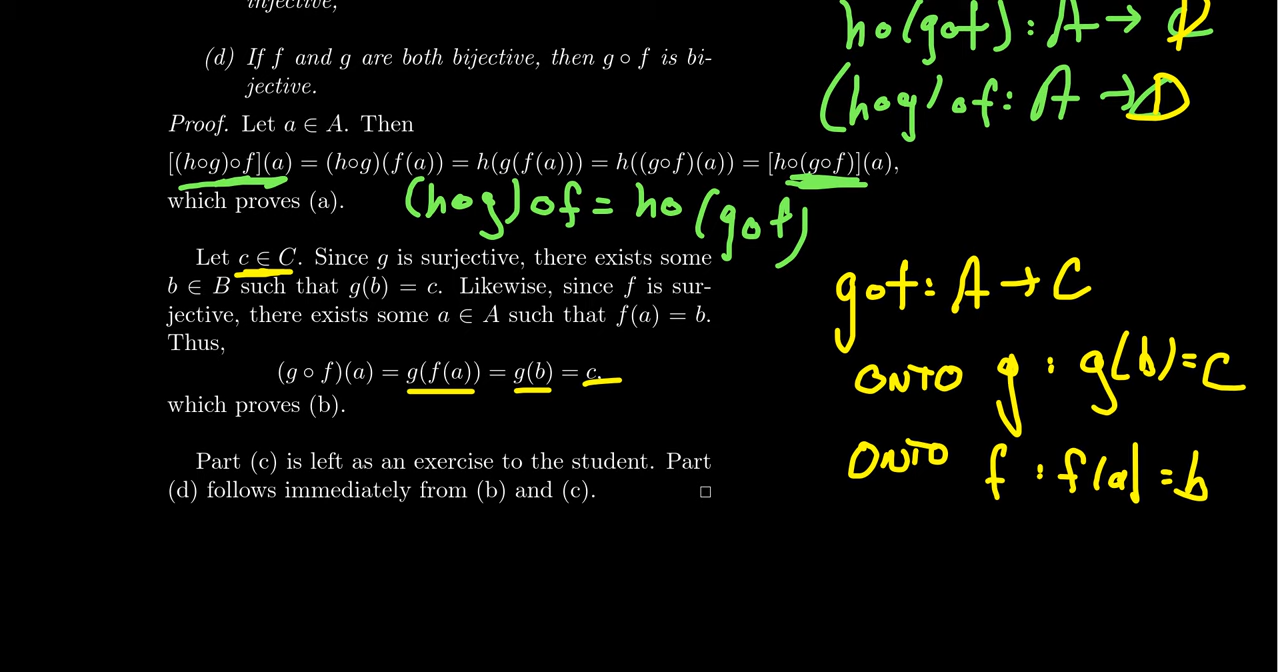 injective,
h∘(g∘f): A → D
(d) If f and g are both bijective, then g ∘ f is bi-
jective.
(h∘g)∘f: A → D
Proof. Let a ∈ A. Then
[(h∘g)∘f](a) = (h∘g)(f(a)) = h(g(f(a))) = h((g∘f)(a)) = [h∘(g∘f)](a),
which proves (a).
(h∘g)∘f = h∘(g∘f)
Let c ∈ C. Since g is surjective, there exists some
b ∈ B such that g(b) = c. Likewise, since f is sur-
jective, there exists some a ∈ A such that f(a) = b.
Thus,
(g ∘ f)(a) = g(f(a)) = g(b) = c,
which proves (b).
g∘f: A → C
ONTO g : g(b)=C
ONTO f : f(a)=b
Part (c) is left as an exercise to the student. Part
(d) follows immediately from (b) and (c). □